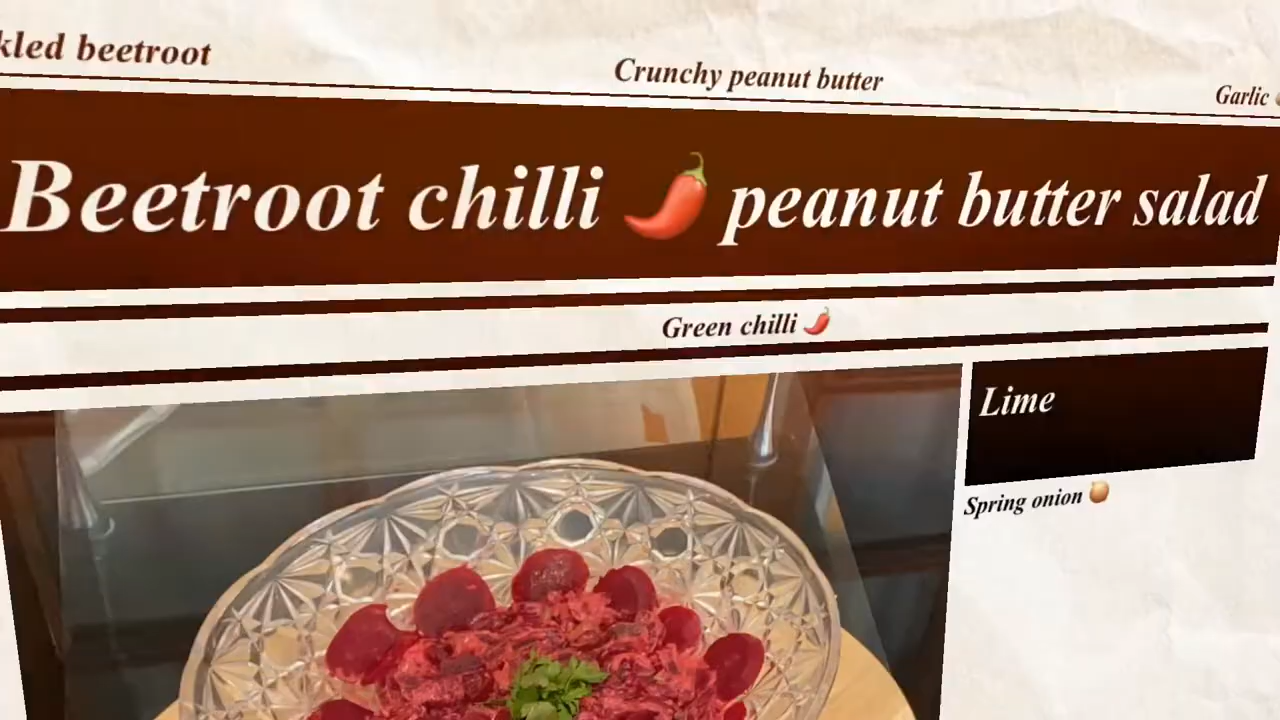 kled beetroot
Crunchy peanut butter
Garlic
Beetroot chilli 🌶️ peanut butter salad
Green chilli 🌶️
Lime
Spring onion 🧅